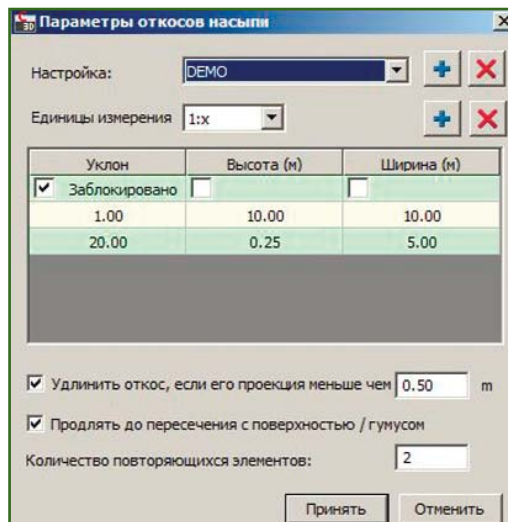 3D Параметры откосов насыпи
Настройка: DEMO
Единицы измерения 1:x
Уклон Высота (м) Ширина (м)
Заблокировано
1.00 10.00 10.00
20.00 0.25 5.00
Удлинить откос, если его проекция меньше чем 0.50 m
Продлять до пересечения с поверхностью / гумусом
Количество повторяющихся элементов: 2
Принять Отменить